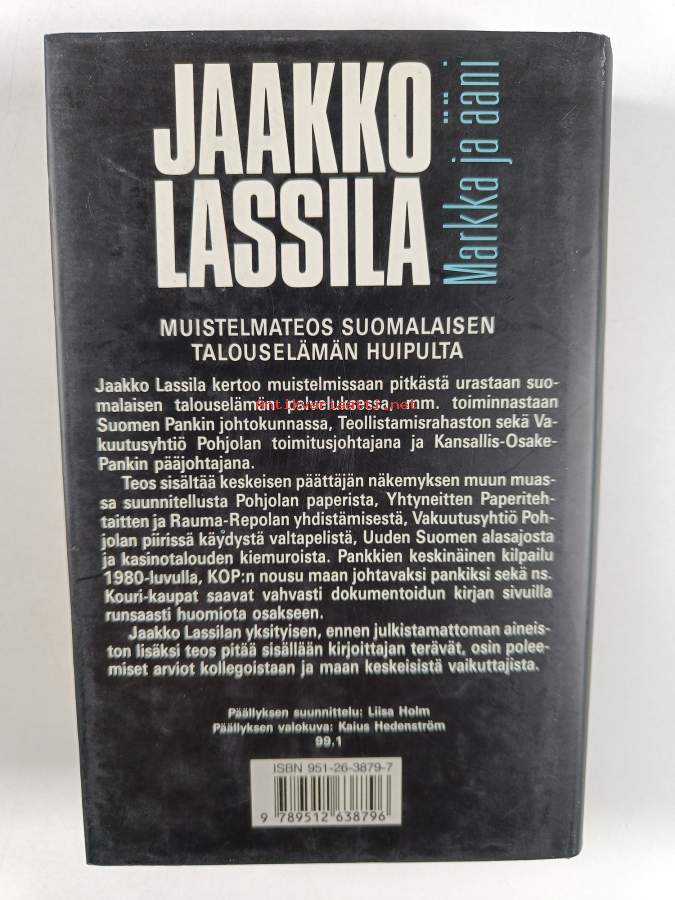 JAAKKO
LASSILA
Markka ja ääni
MUISTELMATEOS SUOMALAISEN
TALOUSELÄMÄN HUIPULTA
Jaakko Lassila kertoo muistelmissaan pitkästä urastaan suo-
malaisen talouselämän palveluksessa, mm. toiminnastaan
Suomen Pankin johtokunnassa, Teollistamisrahaston sekä Va-
kuutusyhtiö Pohjolan toimitusjohtajana ja Kansallis-Osake-
Pankin pääjohtajana.
Teos sisältää keskeisen päättäjän näkemyksen muun muas-
sa suunnitellusta Pohjolan paperista, Yhtyneitten Paperiteh-
taitten ja Rauma-Repolan yhdistämisestä, Vakuutusyhtiö Poh-
jolan piirissä käydystä valtapelistä, Uuden Suomen alasajosta
ja kasinotalouden kiemuroista. Pankkien keskinäinen kilpailu
1980-luvulla, KOP:n nousu maan johtavaksi pankiksi sekä ns.
Kouri-kaupat saavat vahvasti dokumentoidun kirjan sivuilla
runsaasti huomiota osakseen.
Jaakko Lassilan yksityisen, ennen julkistamattoman aineis-
ton lisäksi teos pitää sisällään kirjoittajan terävät, osin polee-
miset arviot kollegoistaan ja maan keskeisistä vaikuttajista.
Päällyksen suunnittelu: Liisa Holm
Päällyksen valokuva: Kaius Hedenström
99.1
ISBN 951-26-3879-7
9 789512 638796